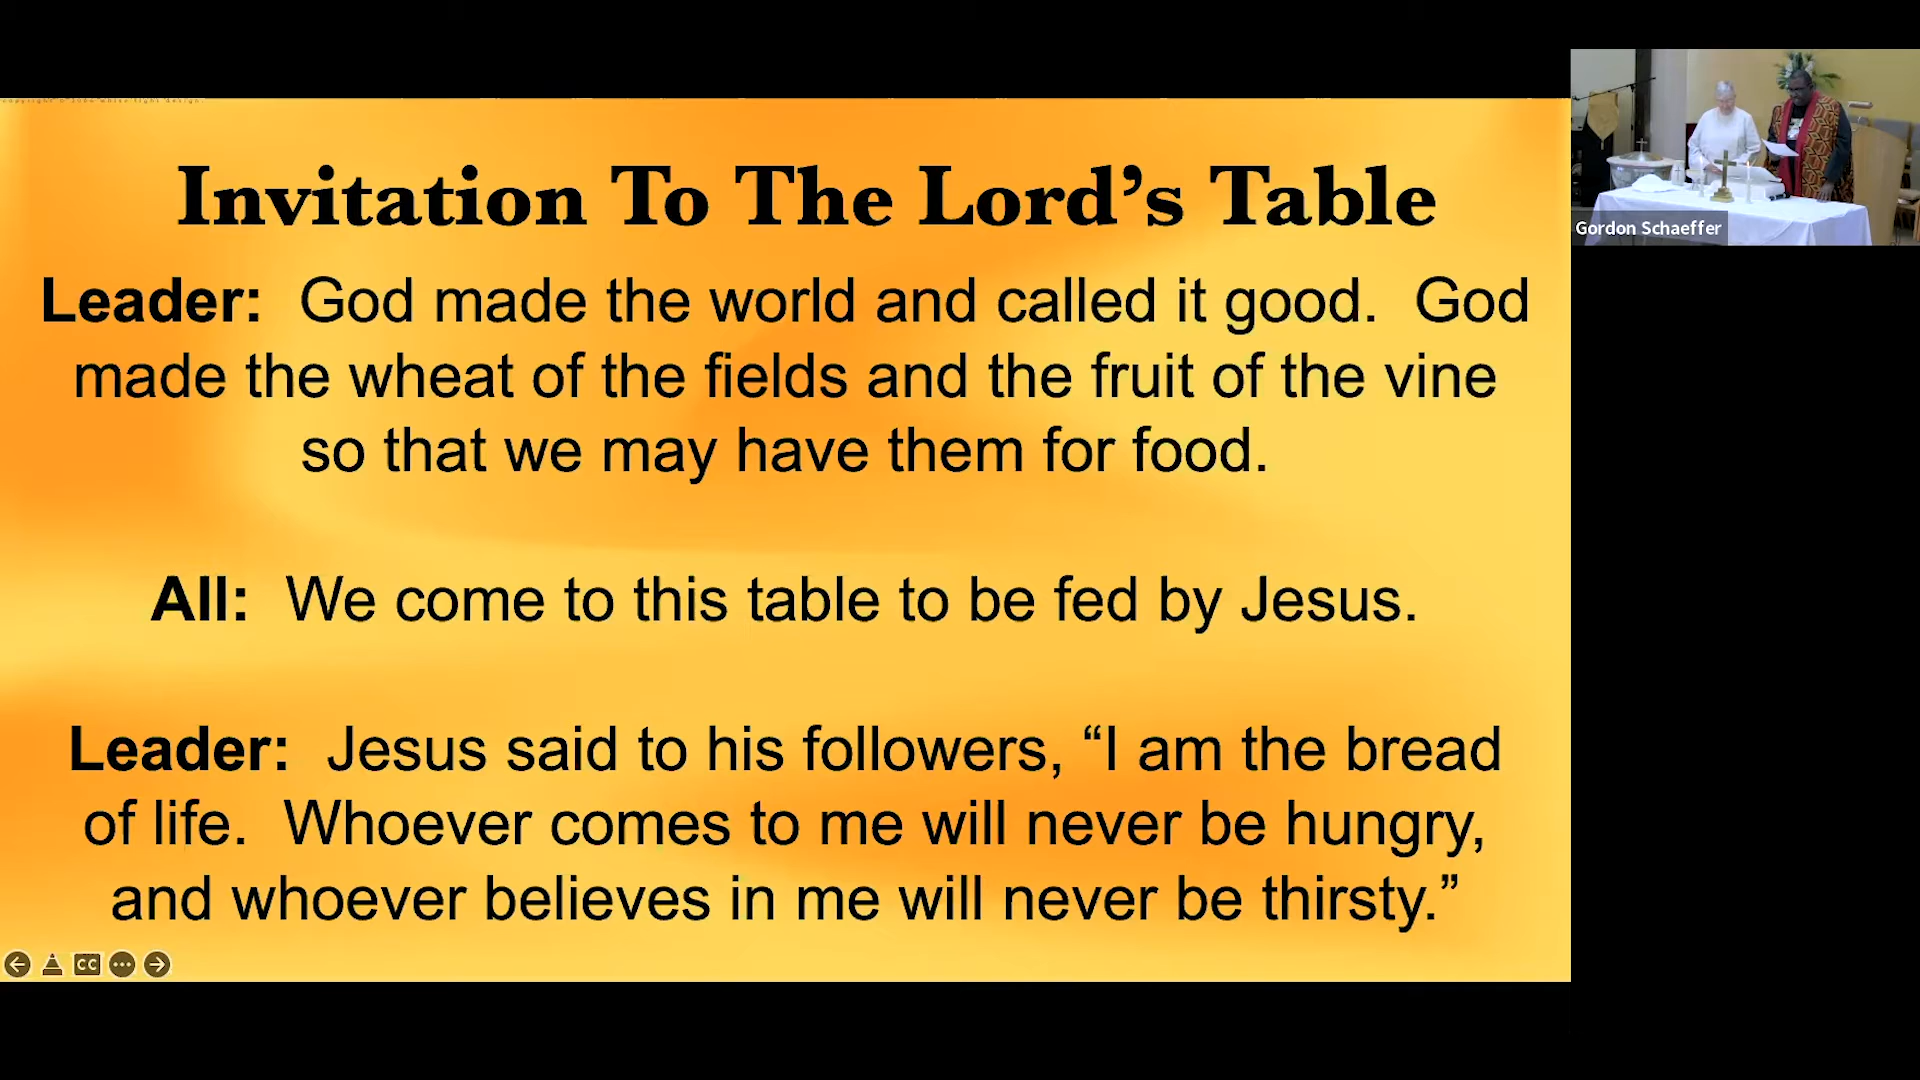 Invitation To The Lord’s Table
Leader:  God made the world and called it good.  God
made the wheat of the fields and the fruit of the vine
so that we may have them for food.
All:  We come to this table to be fed by Jesus.
Leader:  Jesus said to his followers, “I am the bread
of life.  Whoever comes to me will never be hungry,
and whoever believes in me will never be thirsty.”
CC
Gordon Schaeffer